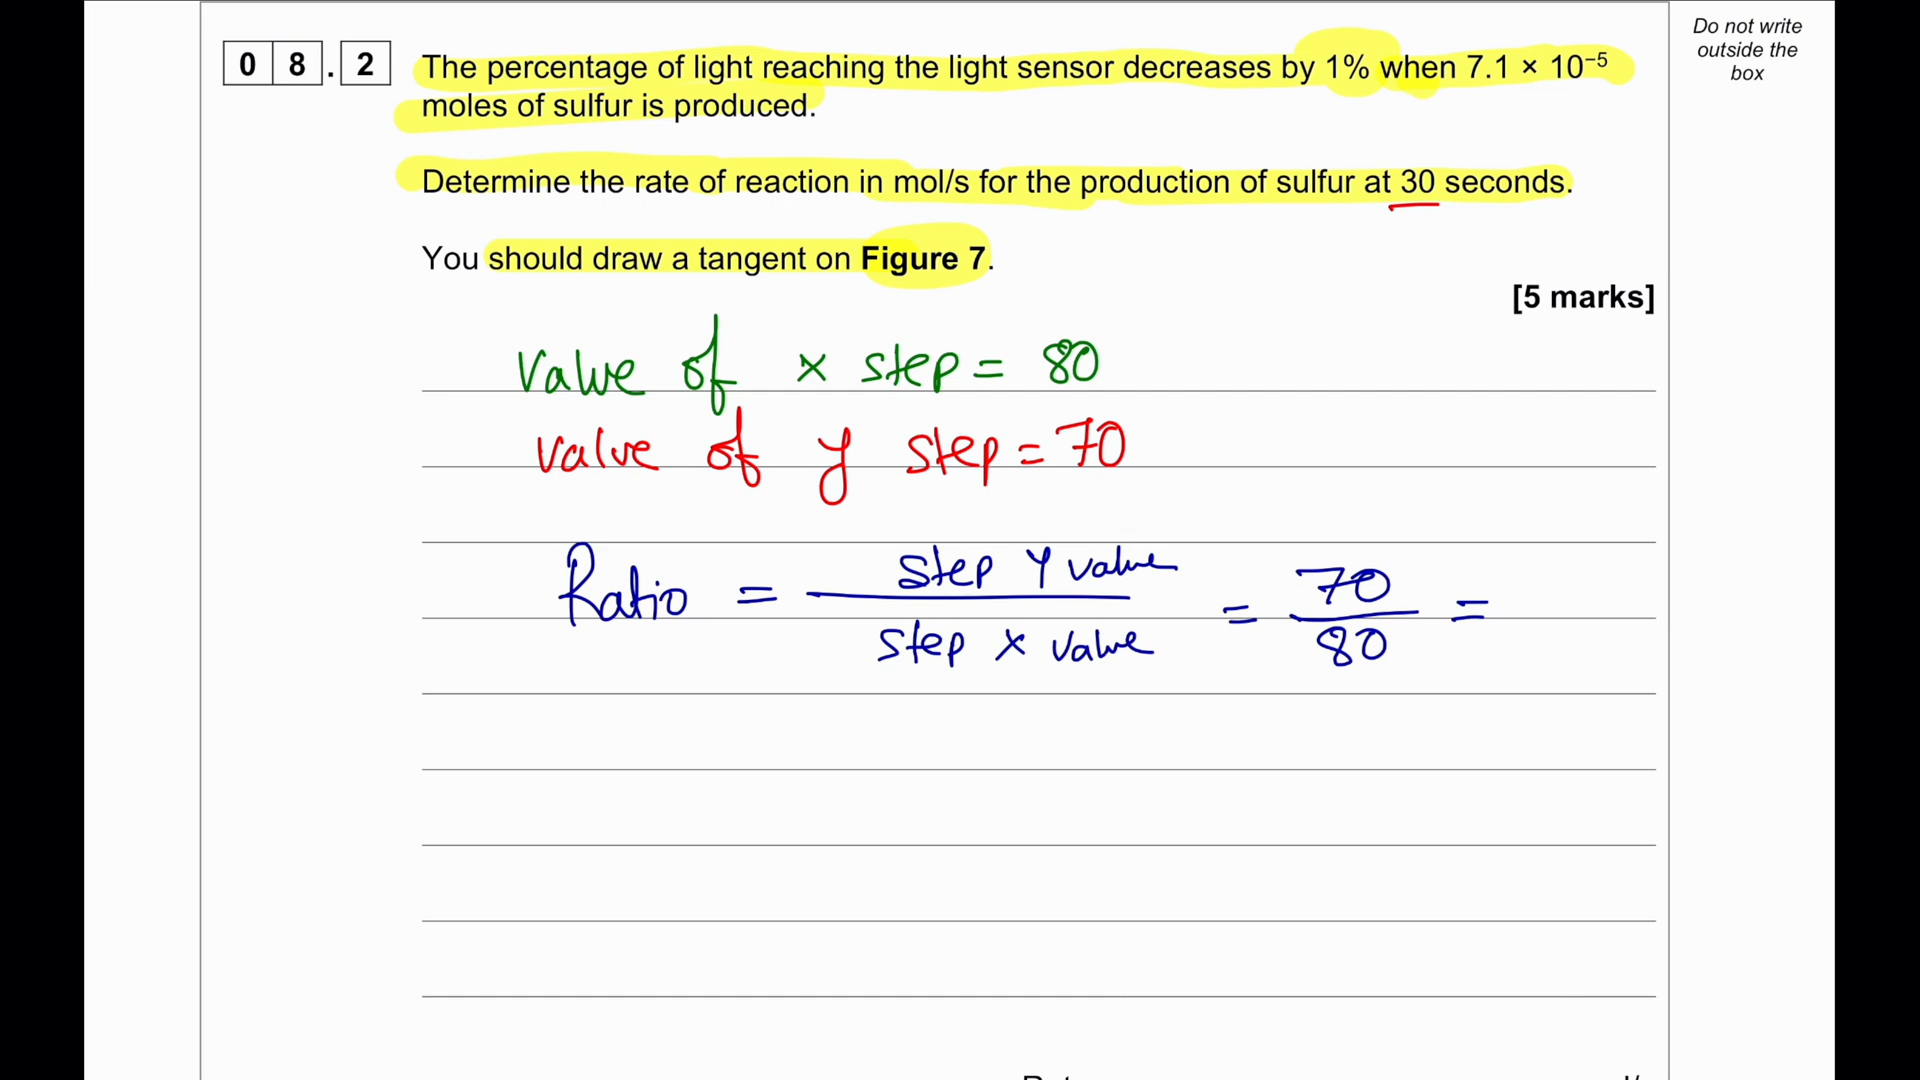 Do not write
outside the
box
0 8 . 2 The percentage of light reaching the light sensor decreases by 1% when 7.1 × 10⁻⁵
moles of sulfur is produced.
Determine the rate of reaction in mol/s for the production of sulfur at 30 seconds.
You should draw a tangent on Figure 7.
[5 marks]
Value of x step = 80
Value of y step = 70
Ratio = step Y value / step x value = 70 / 80 =